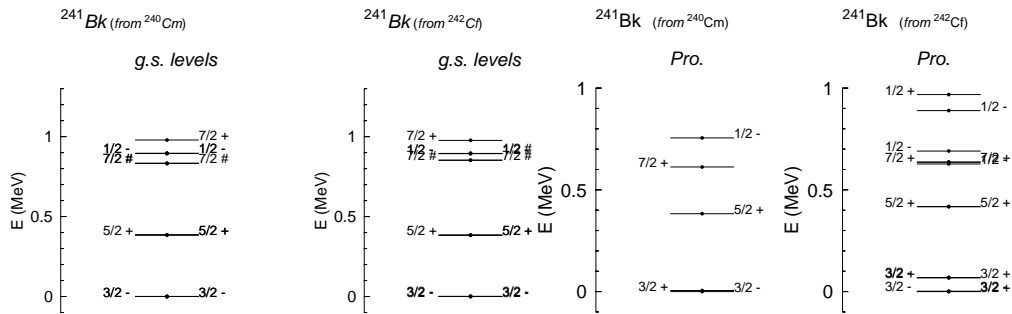 241Bk (from 240Cm)
g.s. levels
E (MeV)
1
0.5
0
7/2 +
1/2 - 1/2 -
7/2 # 7/2 #
5/2 + 5/2 +
3/2 - 3/2 -
241Bk (from 242Cf)
g.s. levels
E (MeV)
1
0.5
0
7/2 +
1/2 - 1/2 #
7/2 # 7/2 #
5/2 + 5/2 +
3/2 - 3/2 -
241Bk (from 240Cm)
Pro.
E (MeV)
1
0.5
0
1/2 -
7/2 +
5/2 +
3/2 + 3/2 -
241Bk (from 242Cf)
Pro.
E (MeV)
1
0.5
0
1/2 +
1/2 -
1/2 -
7/2 +
5/2 + 5/2 +
3/2 + 3/2 +
3/2 - 3/2 +